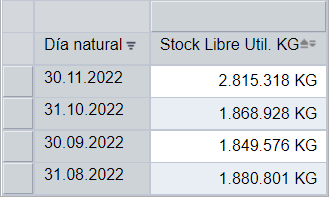 Día natural Stock Libre Util. KG
30.11.2022 2.815.318 KG
31.10.2022 1.868.928 KG
30.09.2022 1.849.576 KG
31.08.2022 1.880.801 KG